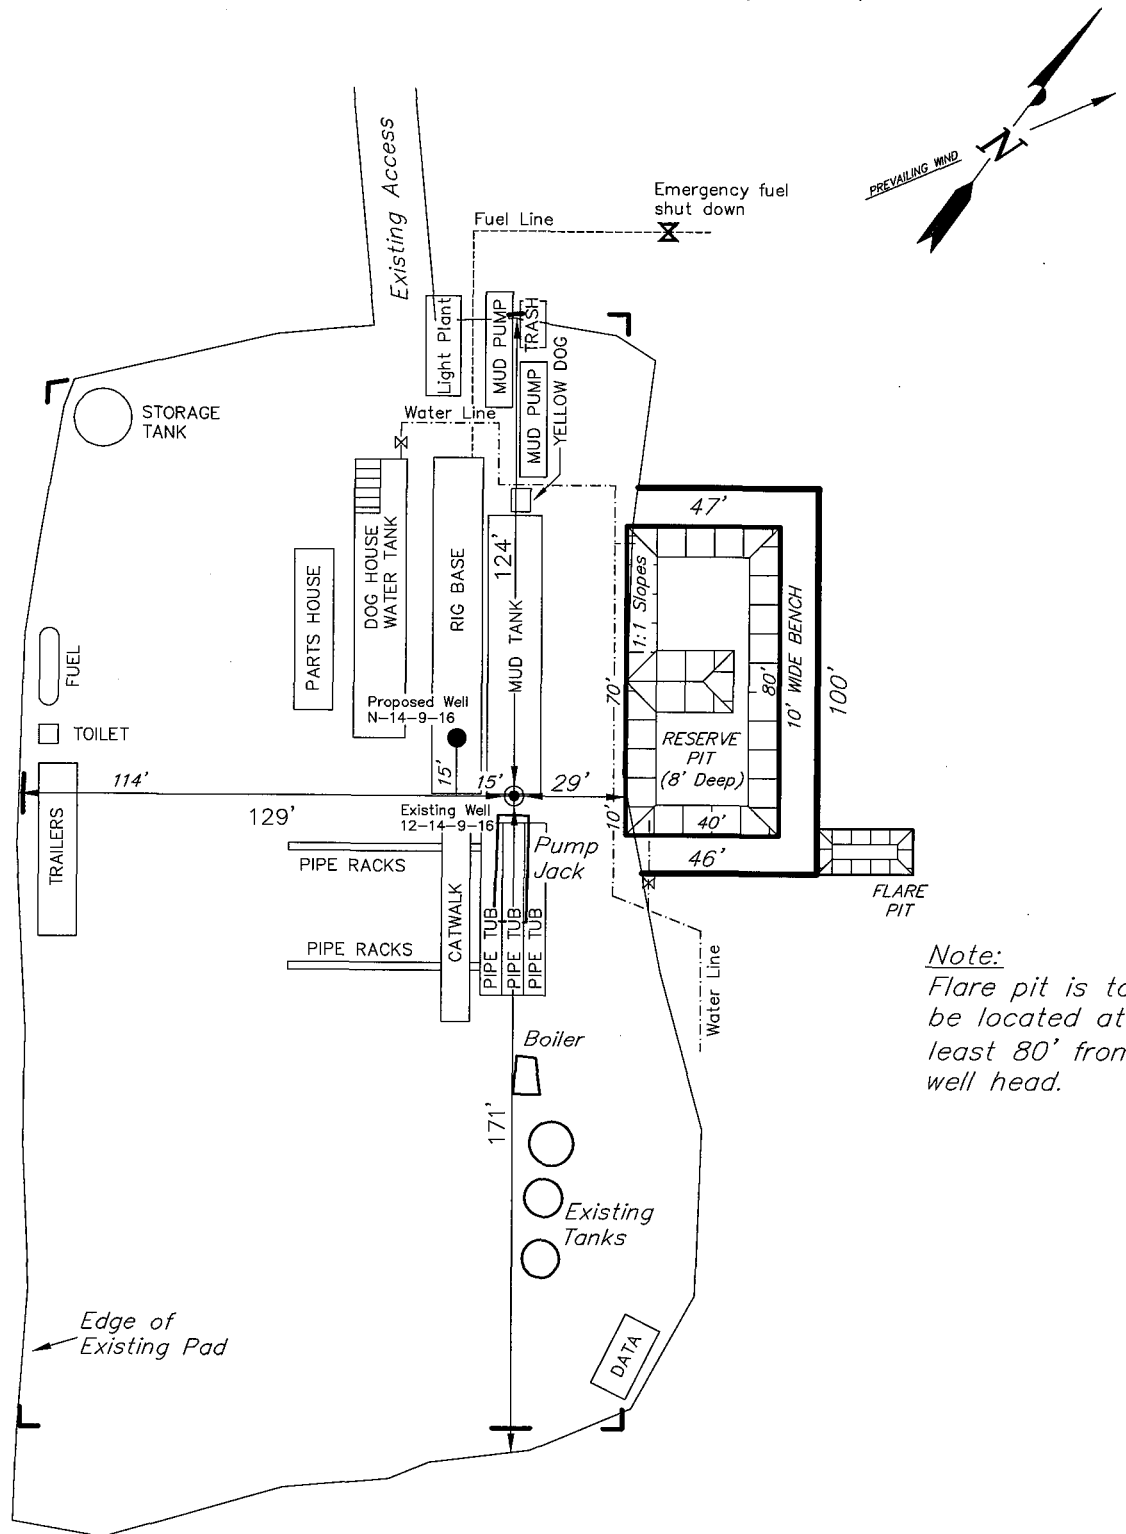 Existing Access
N
PREVAILING WIND
Emergency fuel
shut down
Fuel Line
Light Plant
MUD PUMP
TRASH
MUD PUMP
YELLOW DOG
Water Line
STORAGE
TANK
47'
124'
DOG HOUSE
WATER TANK
RIG BASE
MUD TANK
PARTS HOUSE
1:1 Slopes
10' WIDE BENCH
80'
100'
70'
FUEL
TOILET
Proposed Well
N-14-9-16
RESERVE
PIT
(8' Deep)
15'
15'
29'
114'
129'
10'
40'
TRAILERS
Existing Well
12-14-9-16
Pump
Jack
46'
PIPE RACKS
FLARE
PIT
CATWALK
PIPE TUB
PIPE TUB
PIPE TUB
PIPE RACKS
Water Line
Note:
Flare pit is to
be located at
least 80' from
well head.
Boiler
171'
Existing
Tanks
Edge of
Existing Pad
DATA